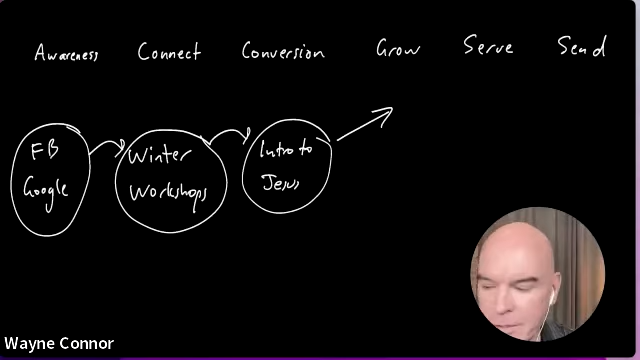 Awareness Connect Conversion Grow Serve Send
FB
Google
Winter
Workshops
Intro to
Jesus
Wayne Connor